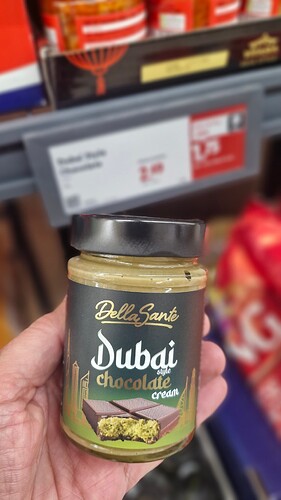 Dubai Style
Chocolate
1,75
DellaSanté
Dubai
style
chocolate
cream